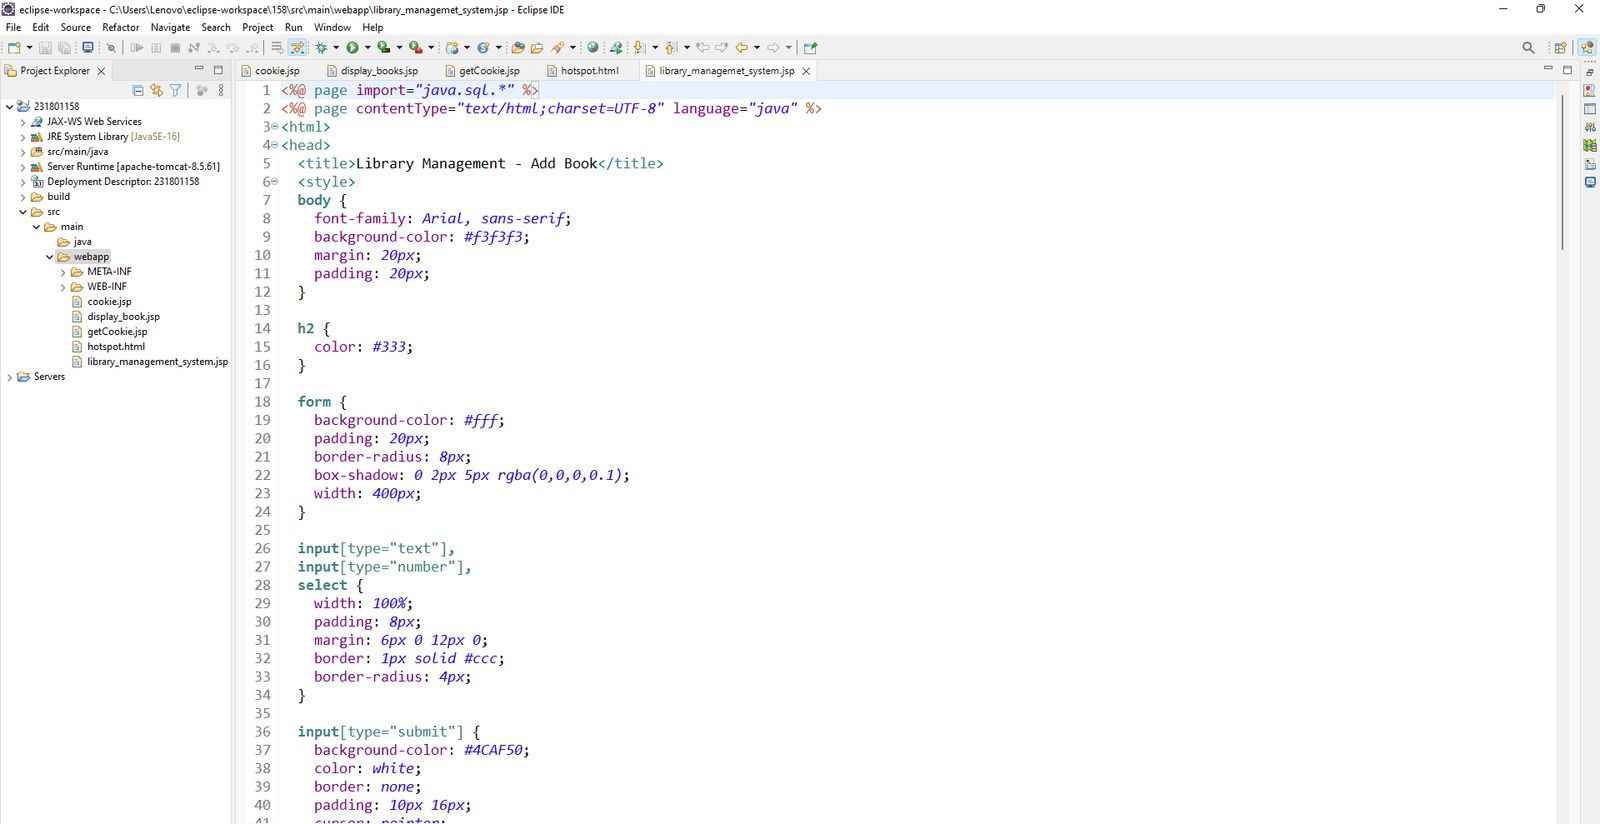 eclipse-workspace - C:\Users\Lenovo\eclipse-workspace\158\src\main\webapp\library_managemet_system.jsp - Eclipse IDE
File Edit Source Refactor Navigate Search Project Run Window Help
Project Explorer
cookie.jsp display_books.jsp getCookie.jsp hotspot.html library_managemet_system.jsp
231801158
JAX-WS Web Services
JRE System Library [JavaSE-16]
src/main/java
Server Runtime [apache-tomcat-8.5.61]
Deployment Descriptor: 231801158
build
src
main
java
webapp
META-INF
WEB-INF
cookie.jsp
display_book.jsp
getCookie.jsp
hotspot.html
library_management_system.jsp
Servers
1 <%@ page import="java.sql.*" %>
2 <%@ page contentType="text/html;charset=UTF-8" language="java" %>
3 <html>
4 <head>
5 <title>Library Management - Add Book</title>
6 <style>
7 body {
8 font-family: Arial, sans-serif;
9 background-color: #f3f3f3;
10 margin: 20px;
11 padding: 20px;
12 }
13
14 h2 {
15 color: #333;
16 }
17
18 form {
19 background-color: #fff;
20 padding: 20px;
21 border-radius: 8px;
22 box-shadow: 0 2px 5px rgba(0,0,0,0.1);
23 width: 400px;
24 }
25
26 input[type="text"],
27 input[type="number"],
28 select {
29 width: 100%;
30 padding: 8px;
31 margin: 6px 0 12px 0;
32 border: 1px solid #ccc;
33 border-radius: 4px;
34 }
35
36 input[type="submit"] {
37 background-color: #4CAF50;
38 color: white;
39 border: none;
40 padding: 10px 16px;
41 cursor: pointer;